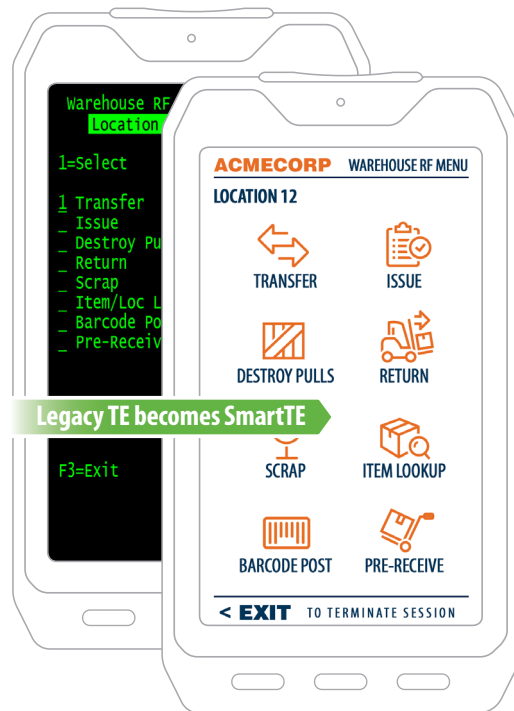 Warehouse RF
Location
1=Select
1 Transfer
_ Issue
_ Destroy Pu
_ Return
_ Scrap
_ Item/Loc L
_ Barcode Po
_ Pre-Receiv
F3=Exit
Legacy TE becomes SmartTE
ACMECORP WAREHOUSE RF MENU
LOCATION 12
TRANSFER ISSUE
DESTROY PULLS RETURN
SCRAP ITEM LOOKUP
BARCODE POST PRE-RECEIVE
< EXIT TO TERMINATE SESSION